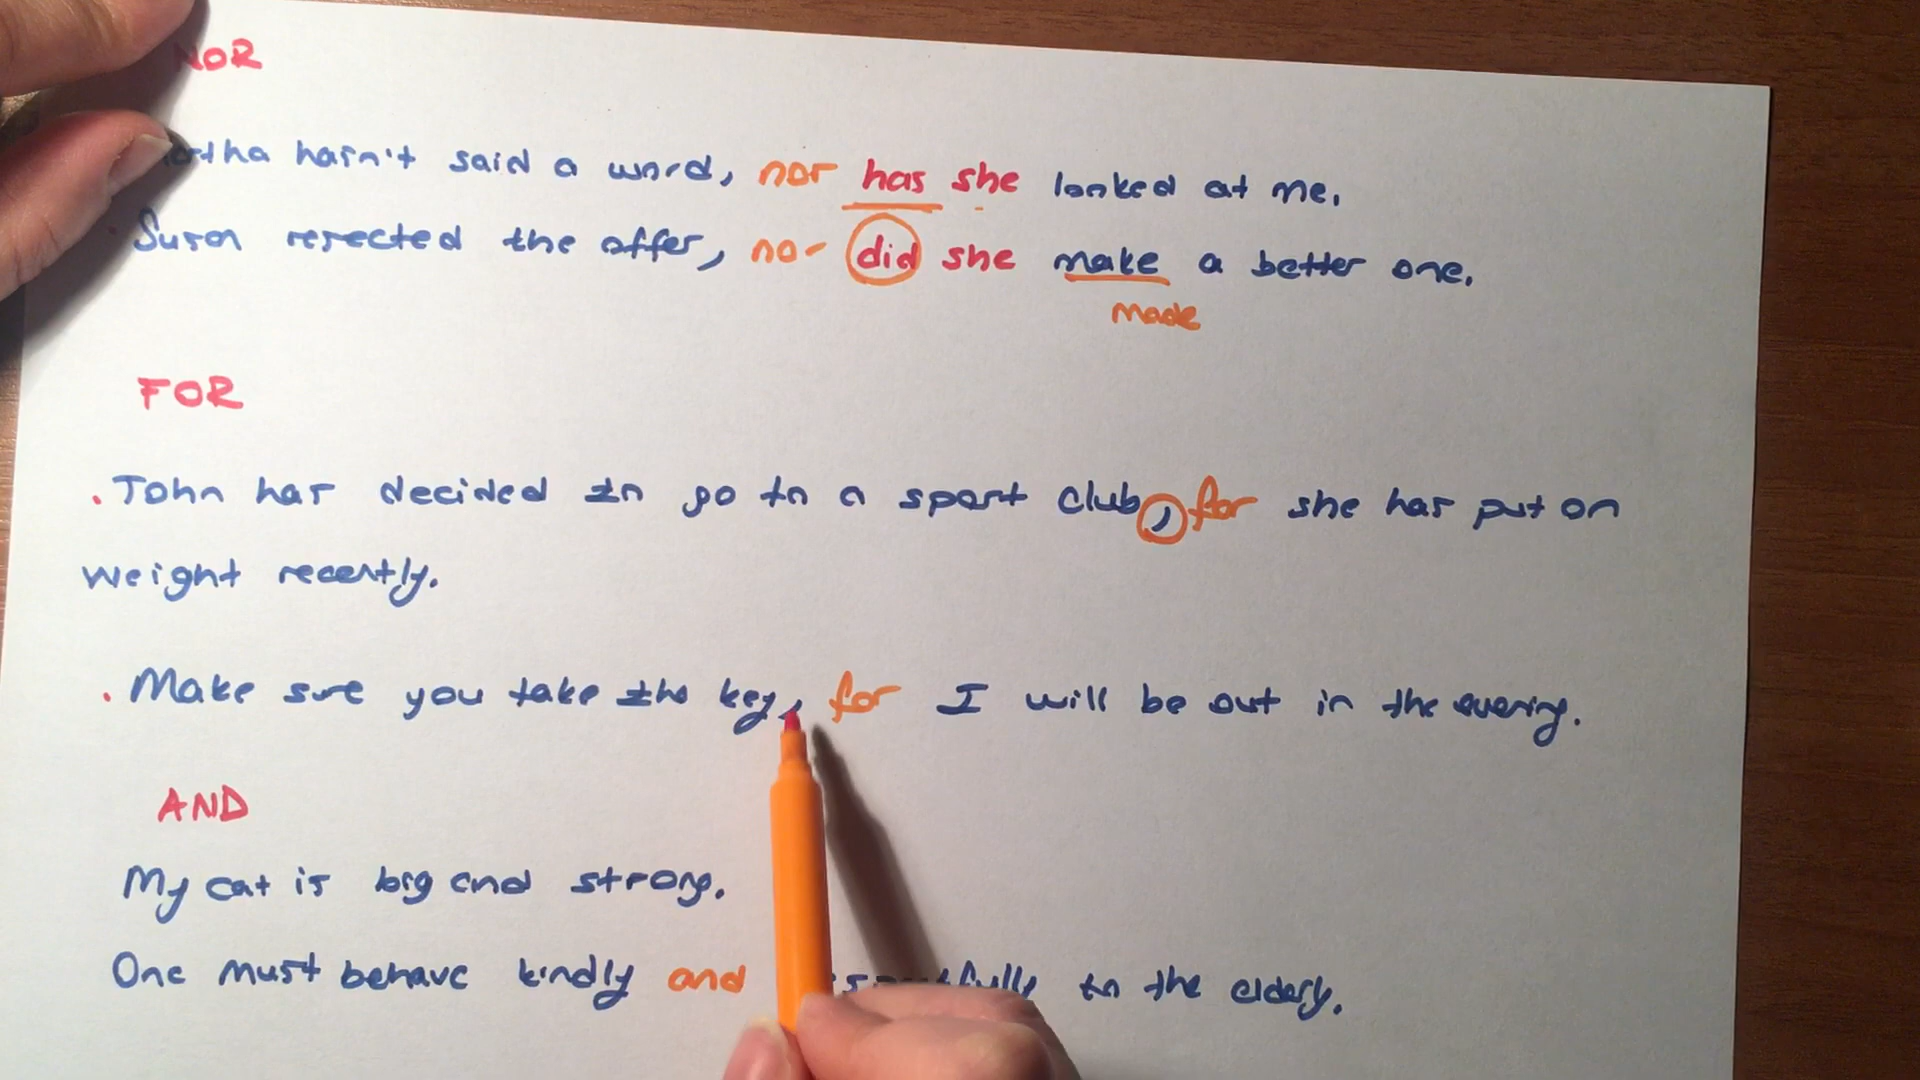 NOR
hasn't said a word, nor has she looked at me.
Susan rejected the offer, nor did she make a better one.
made
FOR
. John has decided to go to a sport club, for she has put on
weight recently.
. Make sure you take the key, for I will be out in the evening.
AND
My cat is big and strong.
One must behave kindly and to the elderly.